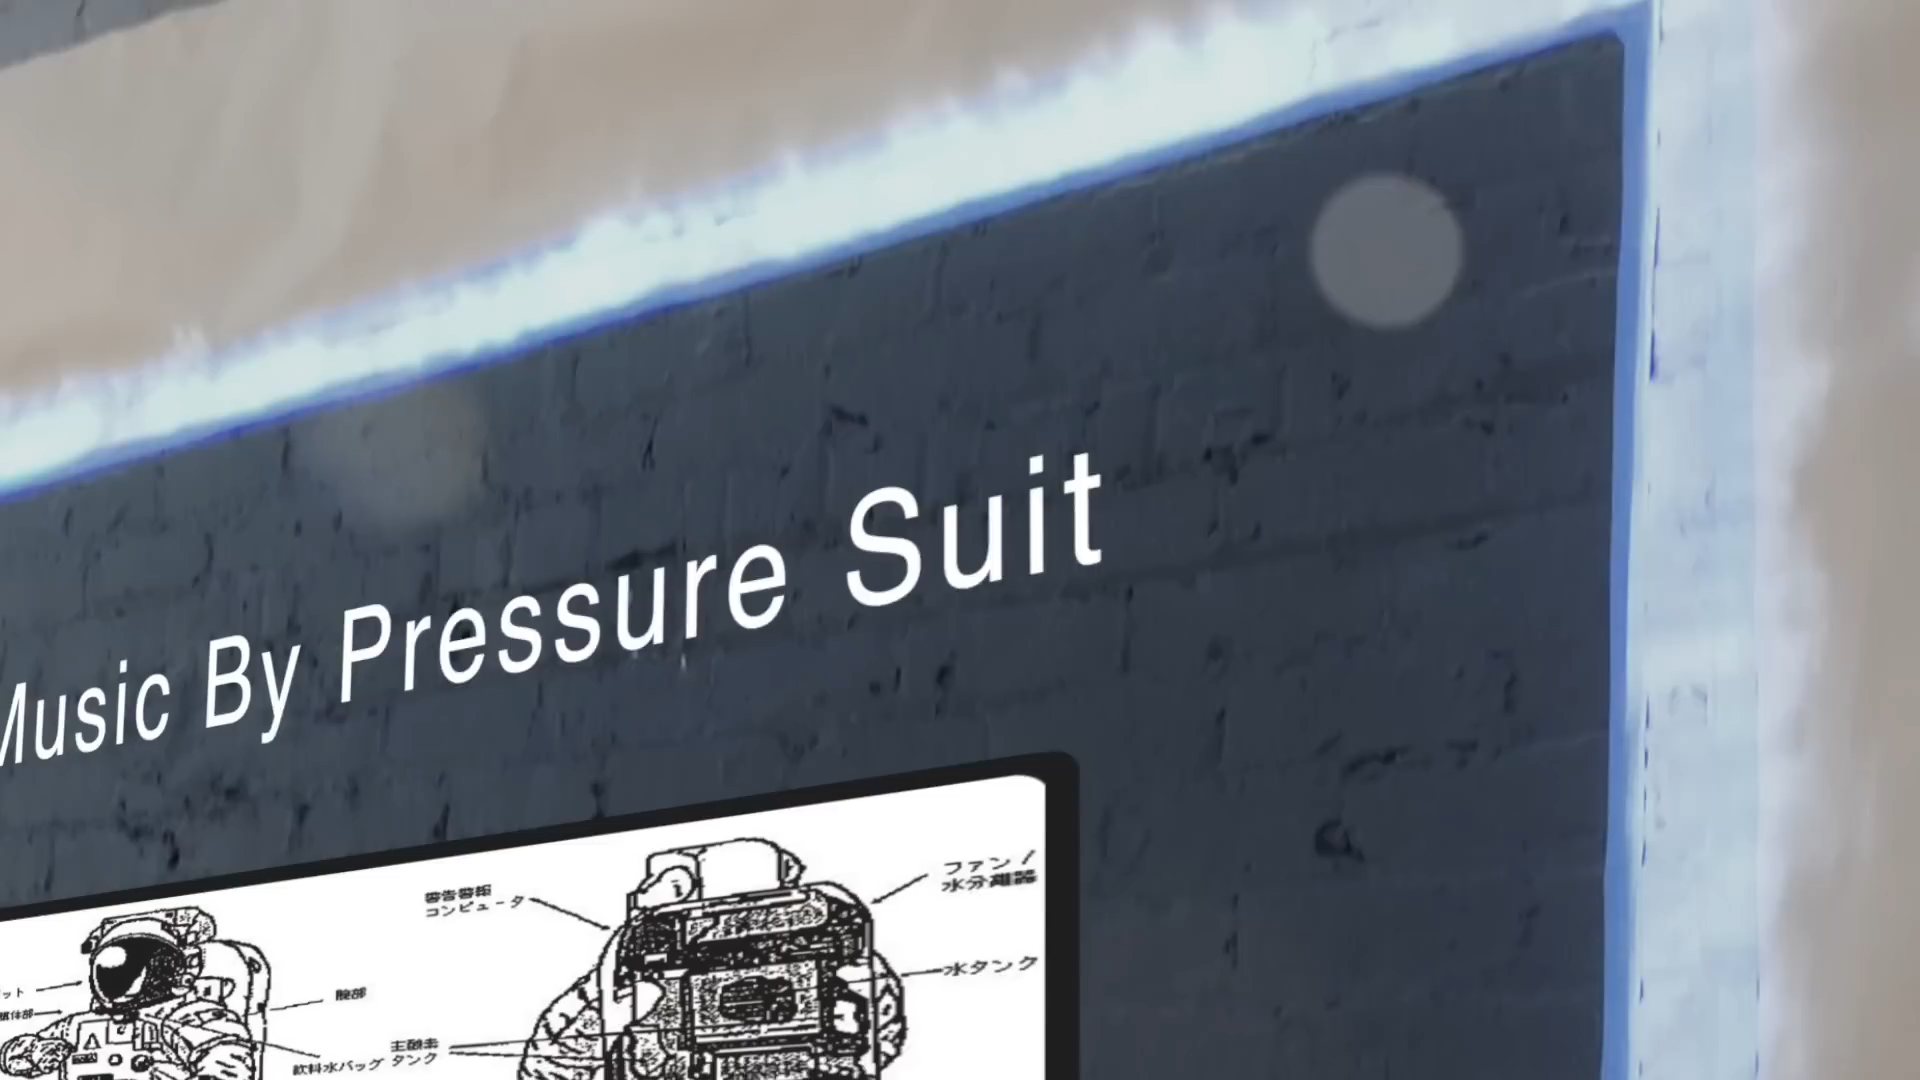 Music By Pressure Suit
警告警報
コンピュータ
ファン/
水分離器
水タンク
腕部
主酸素
タンク
飲料水バッグ